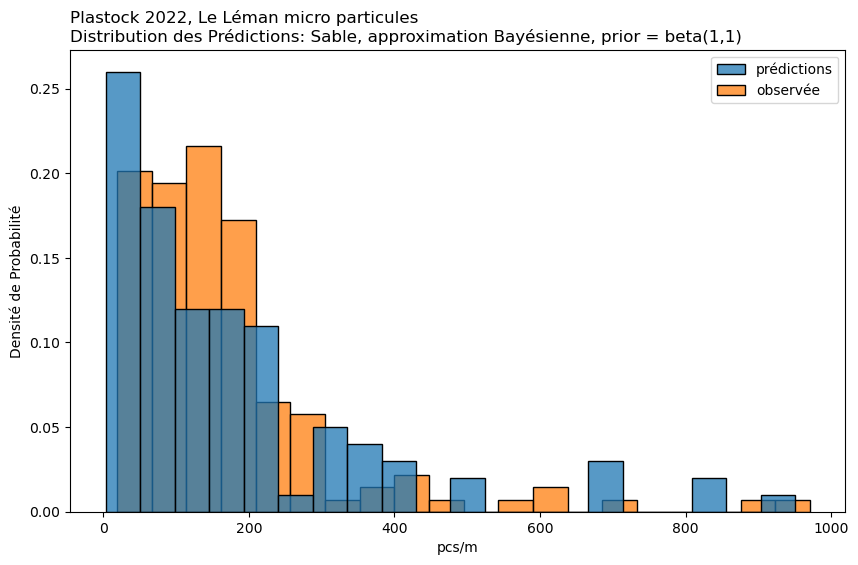 Plastock 2022, Le Léman micro particules
Distribution des Prédictions: Sable, approximation Bayésienne, prior = beta(1,1)
prédictions
observée
Densité de Probabilité
0.25
0.20
0.15
0.10
0.05
0.00
0
200
400
600
800
1000
pcs/m